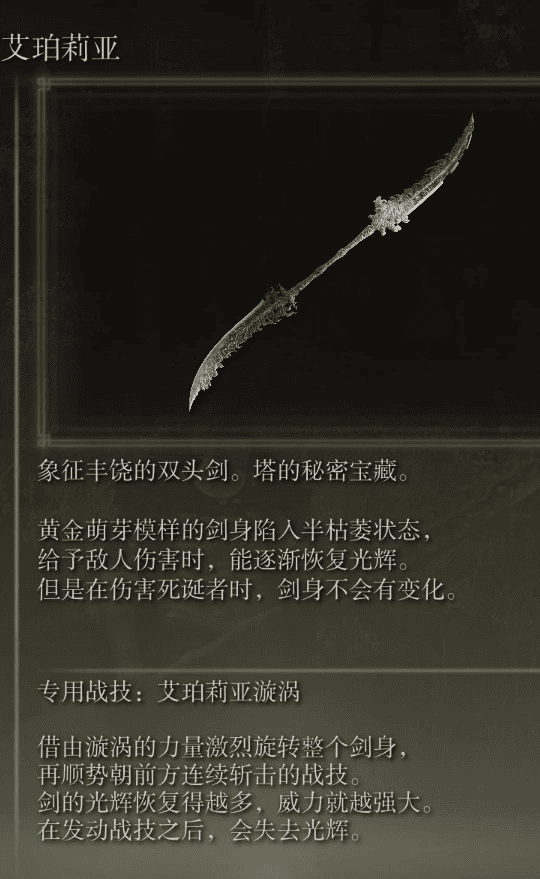 艾珀莉亚
象征丰饶的双头剑。塔的秘密宝藏。
黄金萌芽模样的剑身陷入半枯萎状态，
给予敌人伤害时，能逐渐恢复光辉。
但是在伤害死诞者时，剑身不会有变化。
专用战技：艾珀莉亚漩涡
借由漩涡的力量激烈旋转整个剑身，
再顺势朝前方连续斩击的战技。
剑的光辉恢复得越多，威力就越强大。
在发动战技之后，会失去光辉。